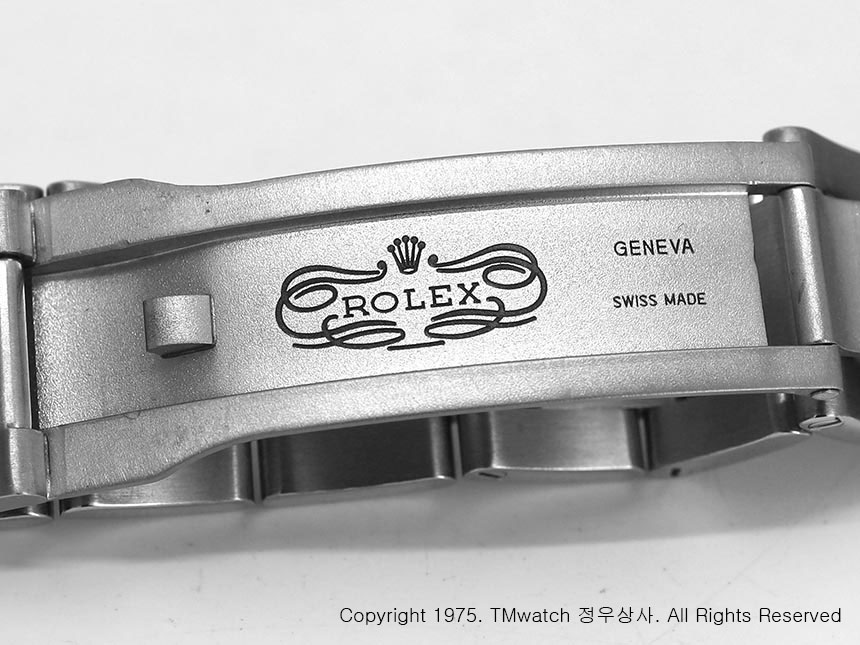 ROLEX
GENEVA
SWISS MADE
Copyright 1975. TMwatch 정우상사. All Rights Reserved